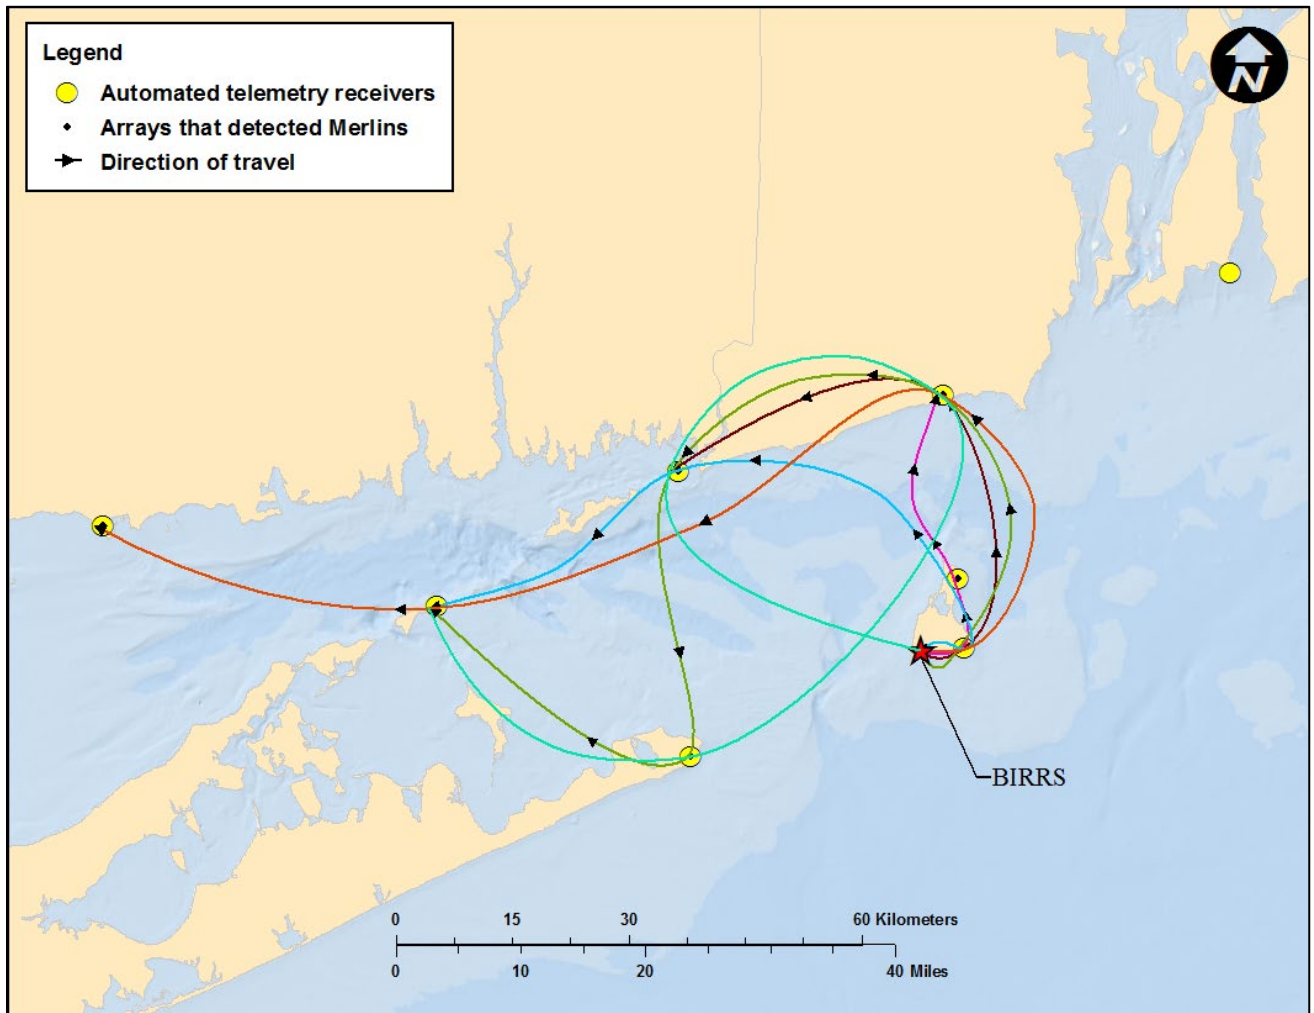 Legend
Automated telemetry receivers
Arrays that detected Merlins
Direction of travel
N
BIRRS
0 15 30 60 Kilometers
0 10 20 40 Miles